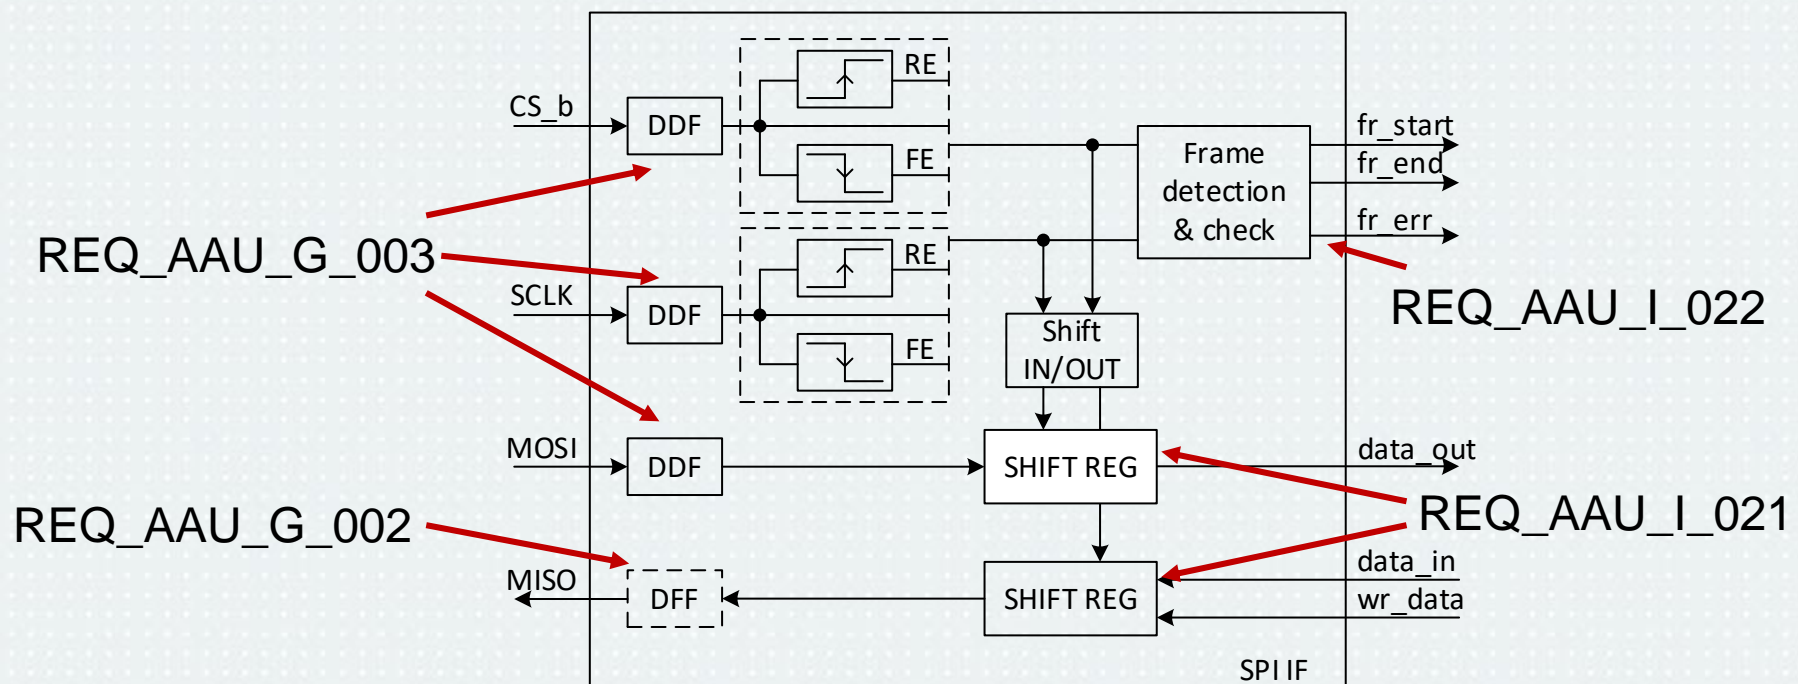 RE
CS_b
DDF
fr_start
Frame
detection
& check
FE
fr_end
fr_err
REQ_AAU_G_003
RE
REQ_AAU_I_022
SCLK
DDF
Shift
IN/OUT
FE
MOSI
DDF
SHIFT REG
data_out
REQ_AAU_G_002
REQ_AAU_I_021
MISO
DFF
SHIFT REG
data_in
wr_data
SPI IF